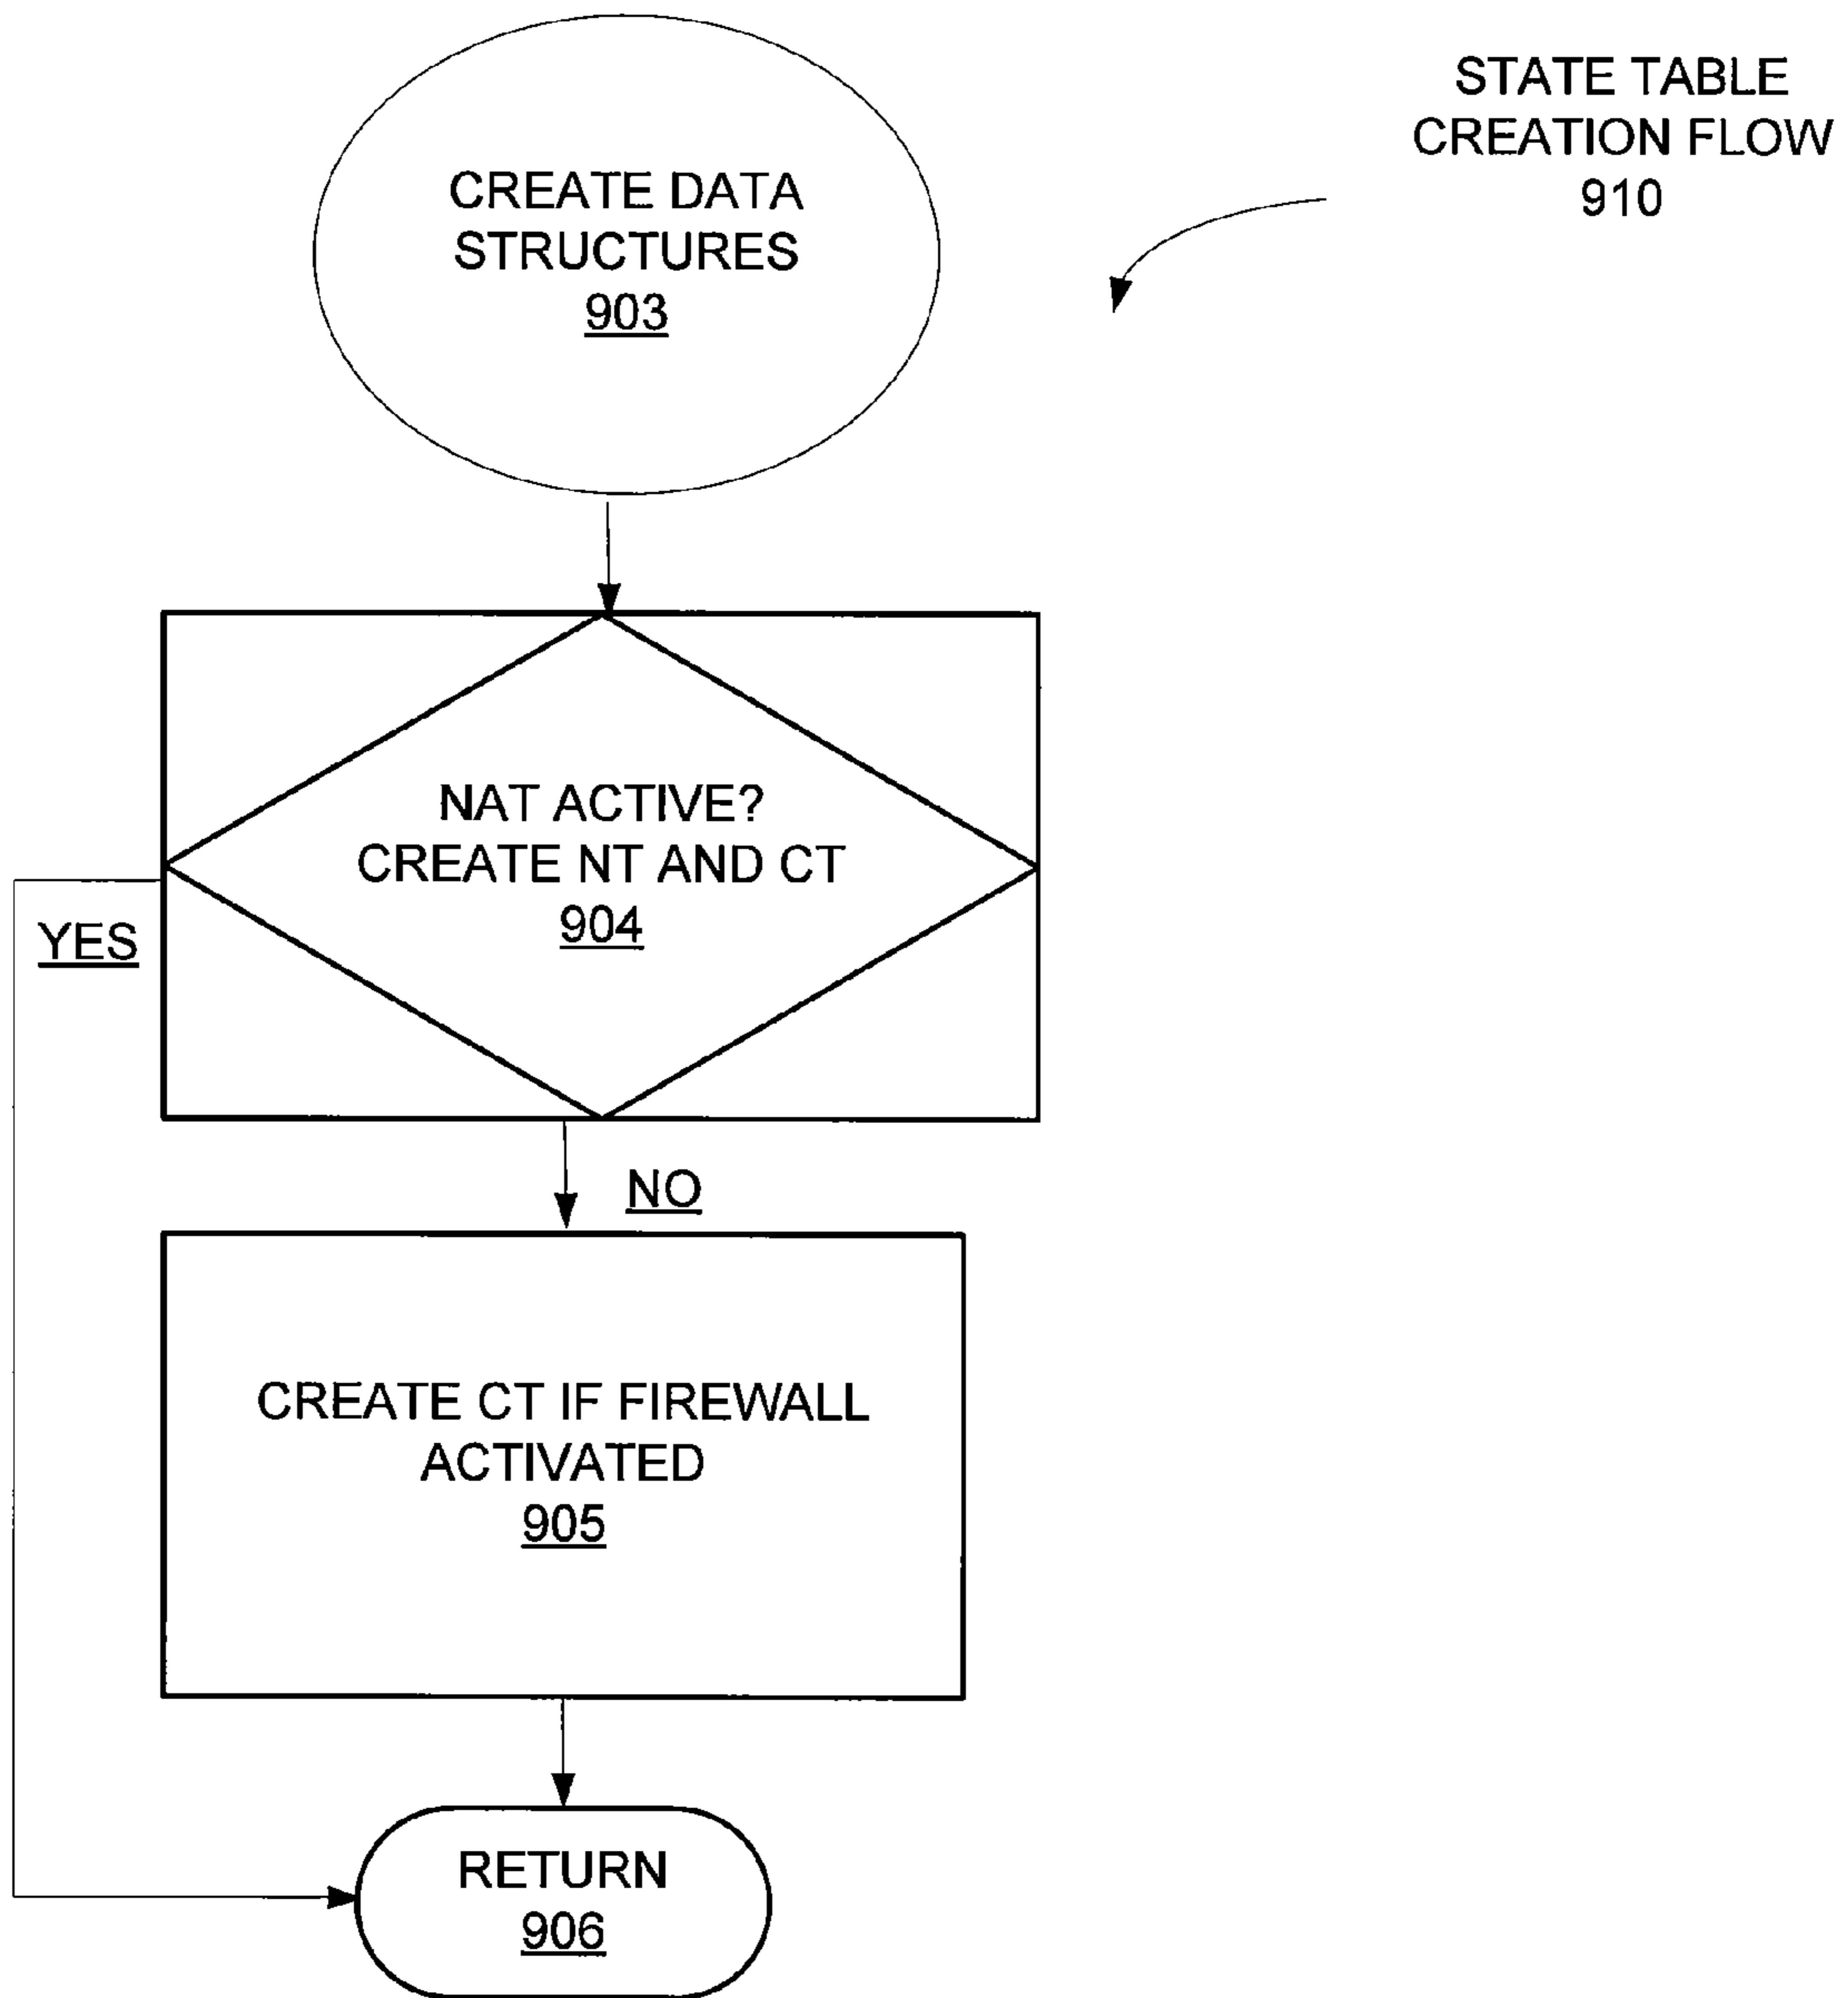 STATE TABLE
CREATION FLOW
910
CREATE DATA
STRUCTURES
903
NAT ACTIVE?
CREATE NT AND CT
904
YES
NO
CREATE CT IF FIREWALL
ACTIVATED
905
RETURN
906